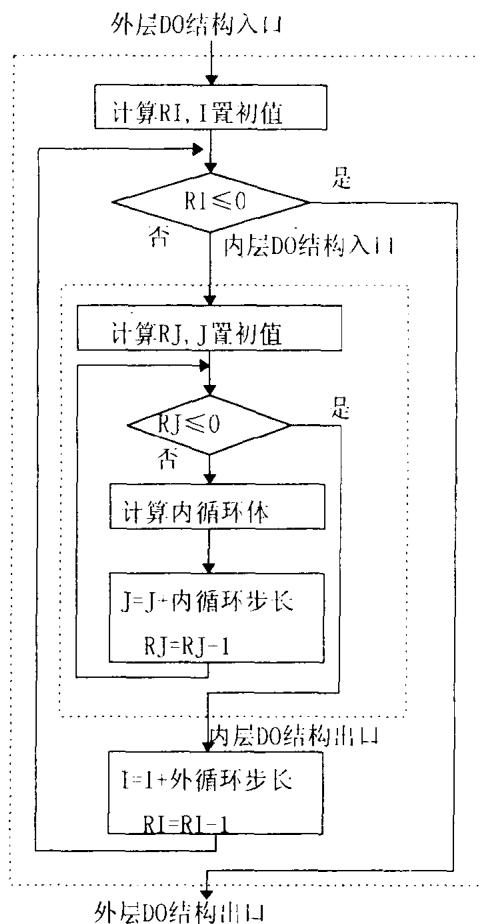 外层DO结构入口
计算RI,I置初值
是
RI≤0
否
内层DO结构入口
计算RJ,J置初值
是
RJ≤0
否
计算内循环体
J=J+内循环步长
RJ=RJ-1
内层DO结构出口
I=I+外循环步长
RI=RI-1
外层DO结构出口